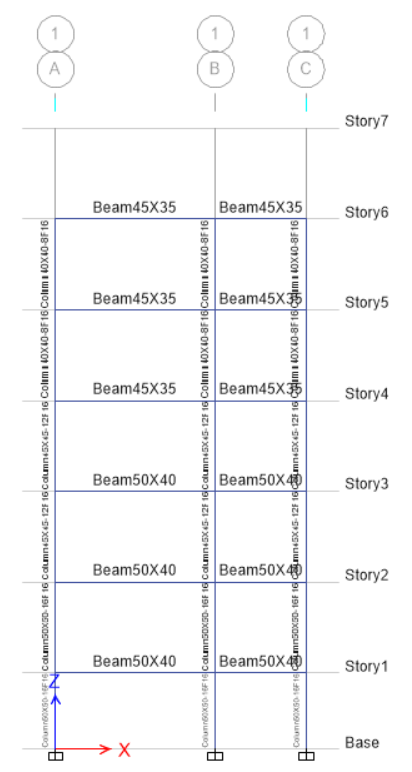 1 1 1
A B C
Story7
Beam45X35 Beam45X35 Story6
Column40X40-8F16 Column40X40-8F16 Column40X40-8F16
Beam45X35 Beam45X35 Story5
Column40X40-8F16 Column40X40-8F16 Column40X40-8F16
Beam45X35 Beam45X35 Story4
Column45X45-12F16 Column45X45-12F16 Column45X45-12F16
Beam50X40 Beam50X40 Story3
Column45X45-12F16 Column45X45-12F16 Column45X45-12F16
Beam50X40 Beam50X40 Story2
Column50X50-16F16 Column50X50-16F16 Column50X50-16F16
Beam50X40 Beam50X40 Story1
Z
Column50X50-16F16 Column50X50-16F16 Column50X50-16F16
X Base